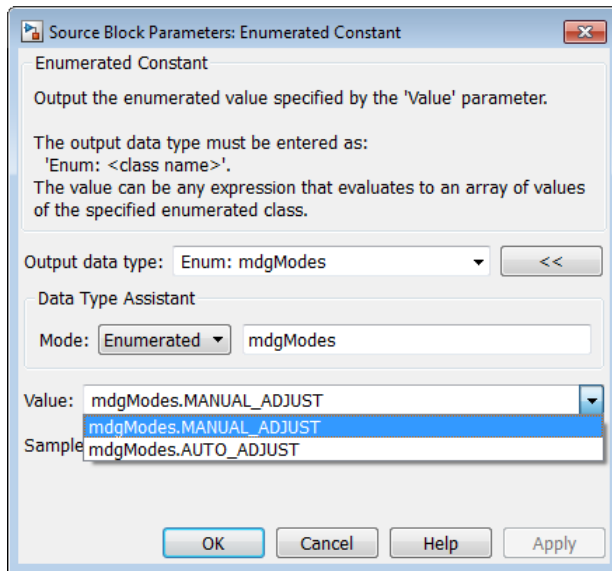 Source Block Parameters: Enumerated Constant
Enumerated Constant
Output the enumerated value specified by the 'Value' parameter.
The output data type must be entered as:
'Enum: <class name>'.
The value can be any expression that evaluates to an array of values
of the specified enumerated class.
Output data type: Enum: mdgModes <<
Data Type Assistant
Mode: Enumerated mdgModes
Value: mdgModes.MANUAL_ADJUST
mdgModes.MANUAL_ADJUST
Sample mdgModes.AUTO_ADJUST
OK Cancel Help Apply